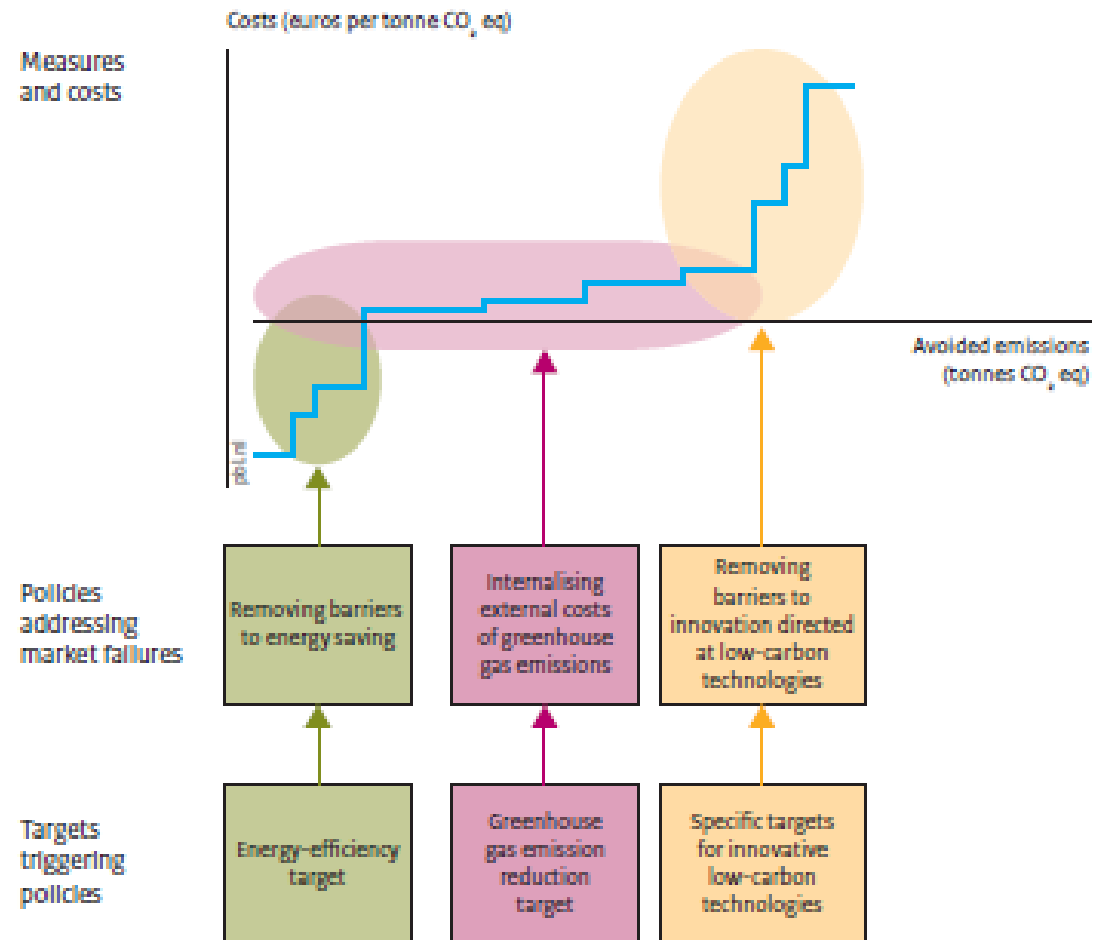 Costs (euros per tonne CO₂ eq)
Measures
and costs
Avoided emissions
(tonnes CO₂ eq)
pbl.nl
Policies
addressing
market failures
Removing barriers
to energy saving
Internalising
external costs
of greenhouse
gas emissions
Removing
barriers to
innovation directed
at low-carbon
technologies
Targets
triggering
policies
Energy-efficiency
target
Greenhouse
gas emission
reduction
target
Specific targets
for innovative
low-carbon
technologies